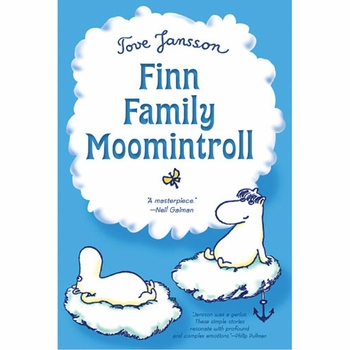 Tove Jansson
Finn
Family
Moomintroll
"A masterpiece."
—Neil Gaiman
"Jansson was a genius.
These simple stories
resonate with profound
and complex emotions."—Philip Pullman